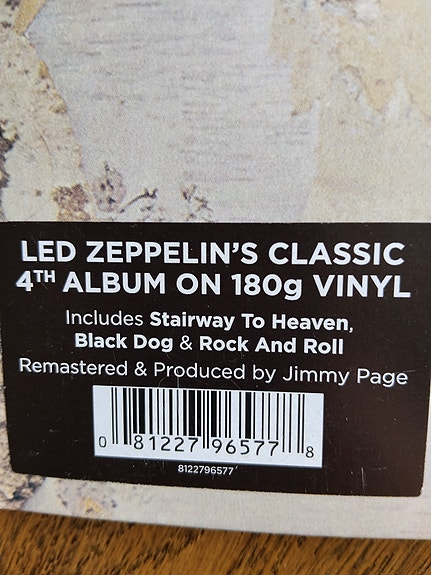 LED ZEPPELIN'S CLASSIC
4TH ALBUM ON 180g VINYL
Includes Stairway To Heaven,
Black Dog & Rock And Roll
Remastered & Produced by Jimmy Page
0 81227 96577 8
8122796577